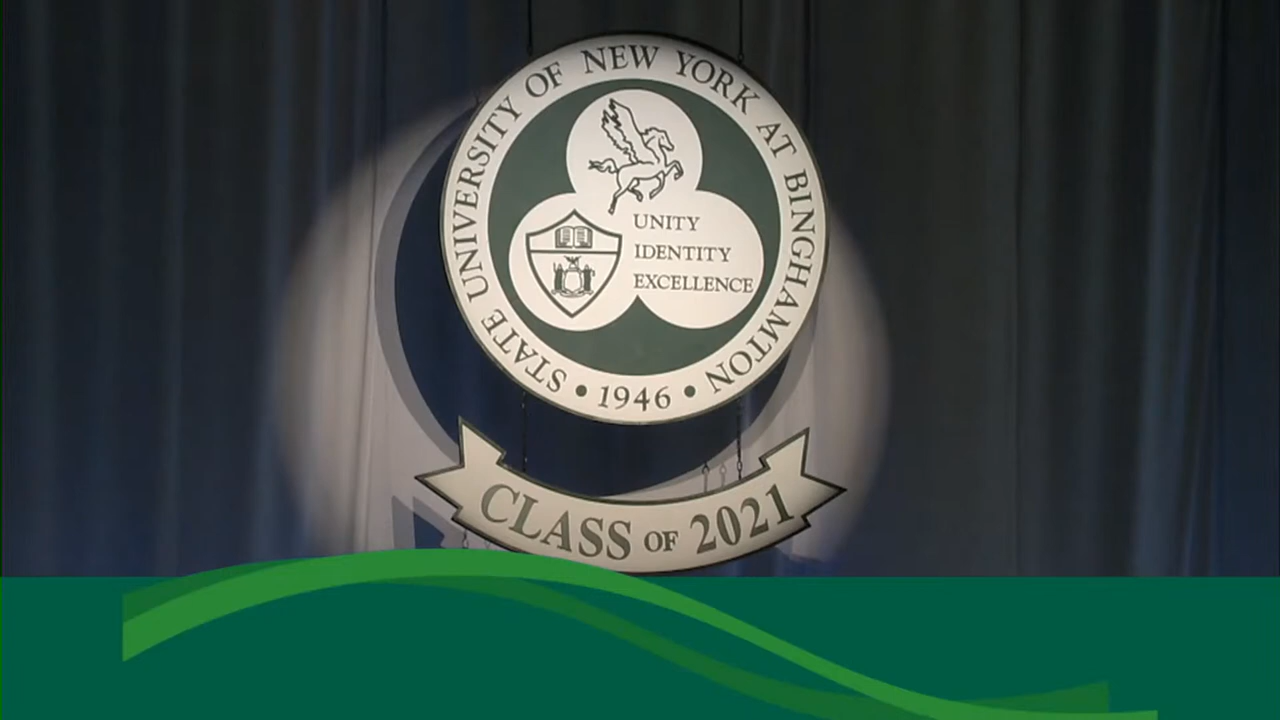 STATE UNIVERSITY OF NEW YORK AT BINGHAMTON
UNITY
IDENTITY
EXCELLENCE
• 1946 •
CLASS OF 2021